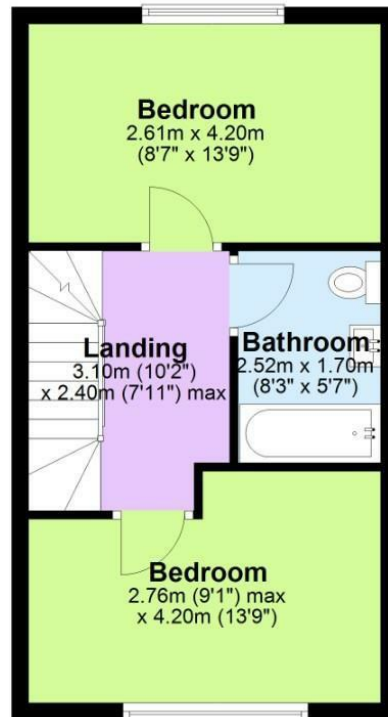 Bedroom
2.61m x 4.20m
(8'7" x 13'9")
Landing
3.10m (10'2")
x 2.40m (7'11") max
Bathroom
2.52m x 1.70m
(8'3" x 5'7")
Bedroom
2.76m (9'1") max
x 4.20m (13'9")